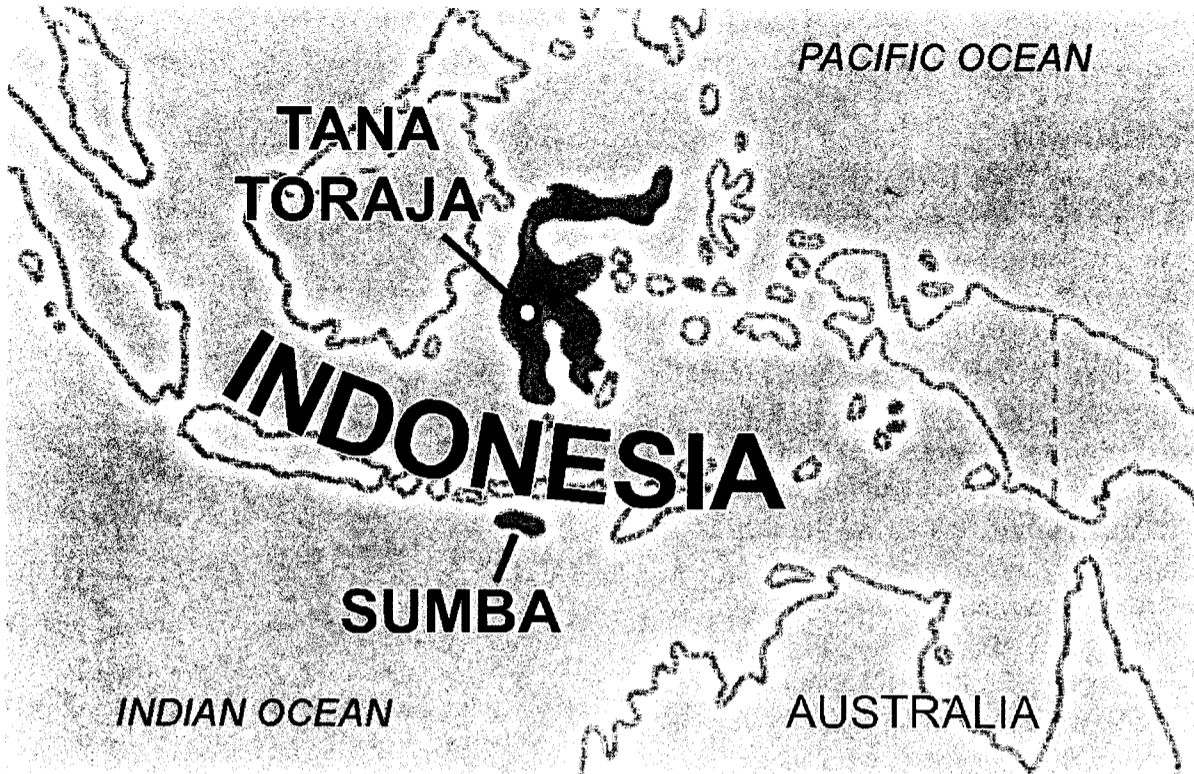 PACIFIC OCEAN
TANA
TORAJA
INDONESIA
SUMBA
INDIAN OCEAN
AUSTRALIA